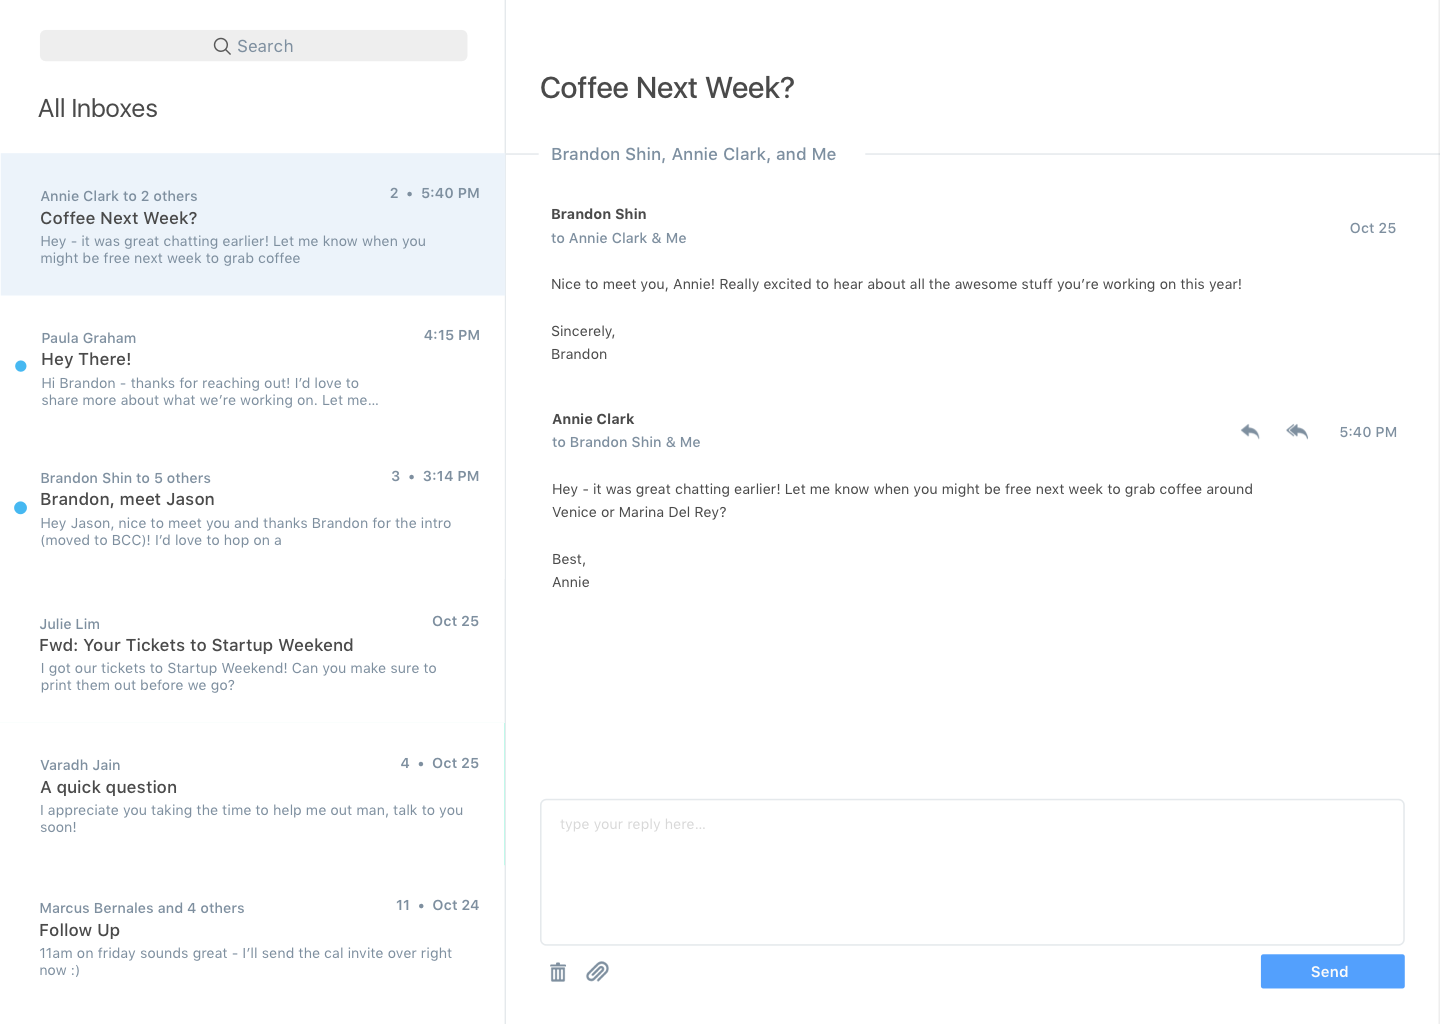 Search
All Inboxes
Annie Clark to 2 others
2 • 5:40 PM
Coffee Next Week?
Hey - it was great chatting earlier! Let me know when you
might be free next week to grab coffee
Paula Graham
4:15 PM
Hey There!
Hi Brandon - thanks for reaching out! I’d love to
share more about what we’re working on. Let me...
Brandon Shin to 5 others
3 • 3:14 PM
Brandon, meet Jason
Hey Jason, nice to meet you and thanks Brandon for the intro
(moved to BCC)! I’d love to hop on a
Julie Lim
Oct 25
Fwd: Your Tickets to Startup Weekend
I got our tickets to Startup Weekend! Can you make sure to
print them out before we go?
Varadh Jain
4 • Oct 25
A quick question
I appreciate you taking the time to help me out man, talk to you
soon!
Marcus Bernales and 4 others
11 • Oct 24
Follow Up
11am on friday sounds great - I’ll send the cal invite over right
now :)
Coffee Next Week?
Brandon Shin, Annie Clark, and Me
Brandon Shin
to Annie Clark & Me
Oct 25
Nice to meet you, Annie! Really excited to hear about all the awesome stuff you’re working on this year!
Sincerely,
Brandon
Annie Clark
to Brandon Shin & Me
5:40 PM
Hey - it was great chatting earlier! Let me know when you might be free next week to grab coffee around
Venice or Marina Del Rey?
Best,
Annie
type your reply here...
Send